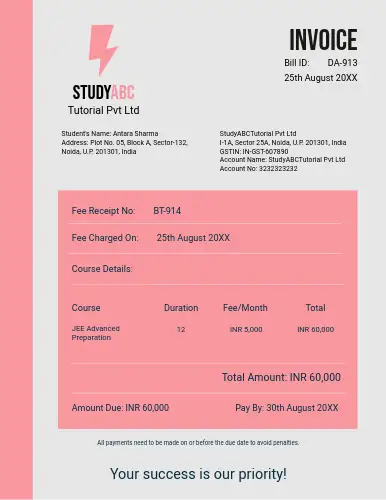 INVOICE
Bill ID: DA-913
25th August 20XX
STUDYABC
Tutorial Pvt Ltd
Student's Name: Antara Sharma
Address: Plot No. 05, Block A, Sector-132,
Noida, U.P. 201301, India
StudyABCTutorial Pvt Ltd
I-1A, Sector 25A, Noida, U.P. 201301, India
GSTIN: IN-GST-607890
Account Name: StudyABCTutorial Pvt Ltd
Account No: 3232323232
Fee Receipt No: BT-914
Fee Charged On: 25th August 20XX
Course Details:
Course Duration Fee/Month Total
JEE Advanced
Preparation
12 INR 5,000 INR 60,000
Total Amount: INR 60,000
Amount Due: INR 60,000 Pay By: 30th August 20XX
All payments need to be made on or before the due date to avoid penalties.
Your success is our priority!